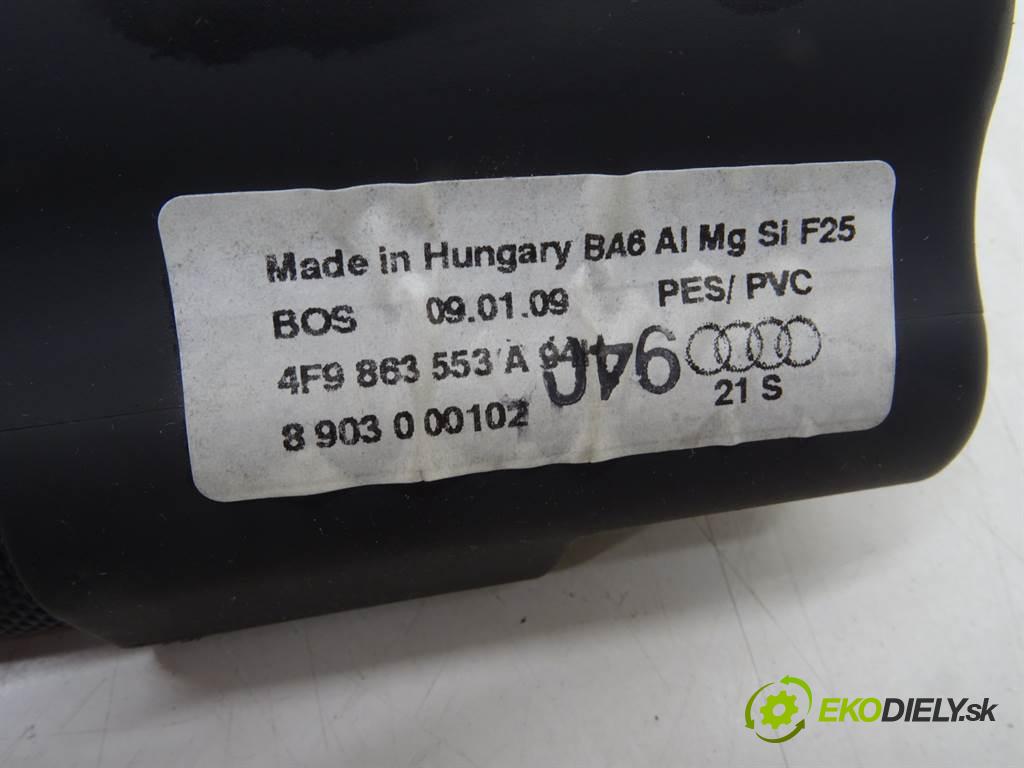 Made in Hungary BA6 Al Mg Si F25
BOS 09.01.09 PES/ PVC
4F9 863 553 A
94C
21 S
8 903 0 00102
EKODIELY.sk